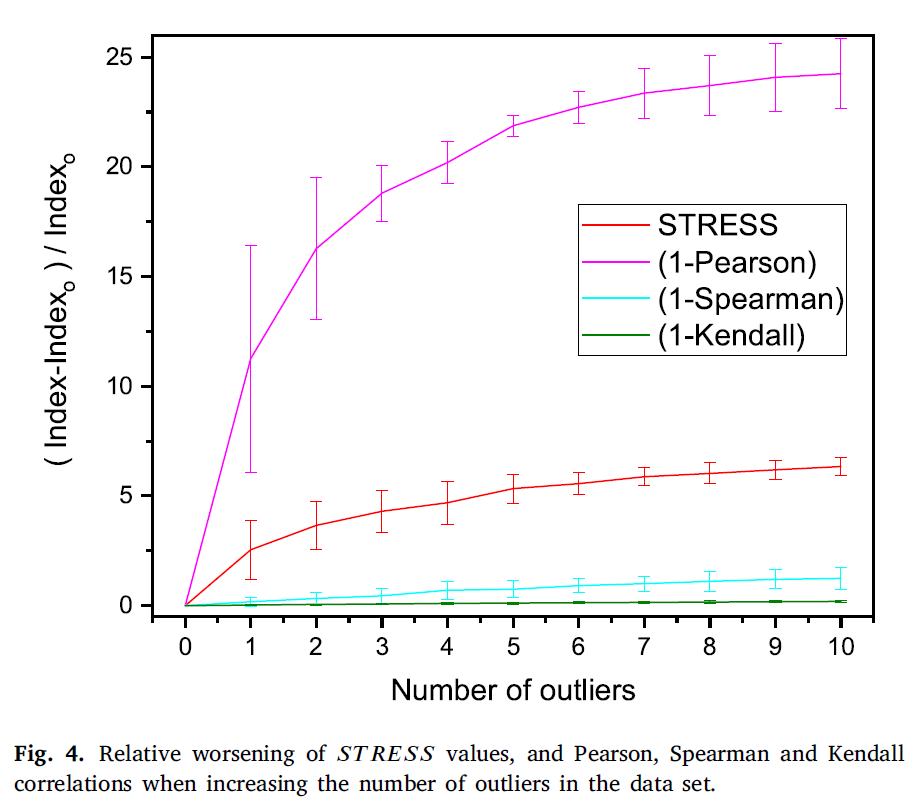 25
20
15
10
5
0
( Index-Indexo ) / Indexo
STRESS
(1-Pearson)
(1-Spearman)
(1-Kendall)
0 1 2 3 4 5 6 7 8 9 10
Number of outliers
Fig. 4. Relative worsening of STRESS values, and Pearson, Spearman and Kendall
correlations when increasing the number of outliers in the data set.